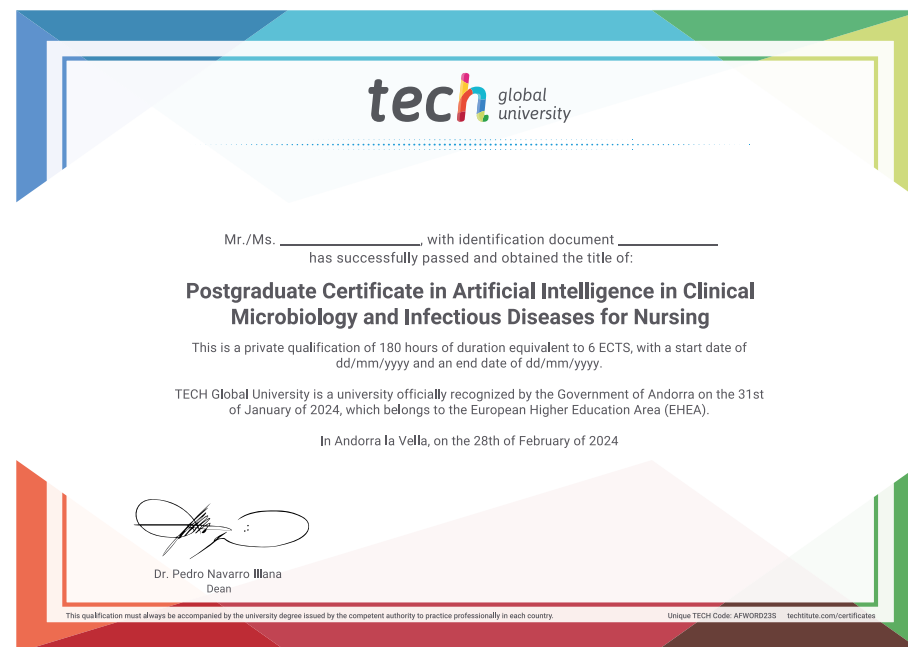 tech global
university
Mr./Ms. ____________________, with identification document ______________
has successfully passed and obtained the title of:
Postgraduate Certificate in Artificial Intelligence in Clinical
Microbiology and Infectious Diseases for Nursing
This is a private qualification of 180 hours of duration equivalent to 6 ECTS, with a start date of
dd/mm/yyyy and an end date of dd/mm/yyyy.
TECH Global University is a university officially recognized by the Government of Andorra on the 31st
of January of 2024, which belongs to the European Higher Education Area (EHEA).
In Andorra la Vella, on the 28th of February of 2024
Dr. Pedro Navarro Illana
Dean
This qualification must always be accompanied by the university degree issued by the competent authority to practice professionally in each country.
Unique TECH Code: AFWORD23S techtitute.com/certificates